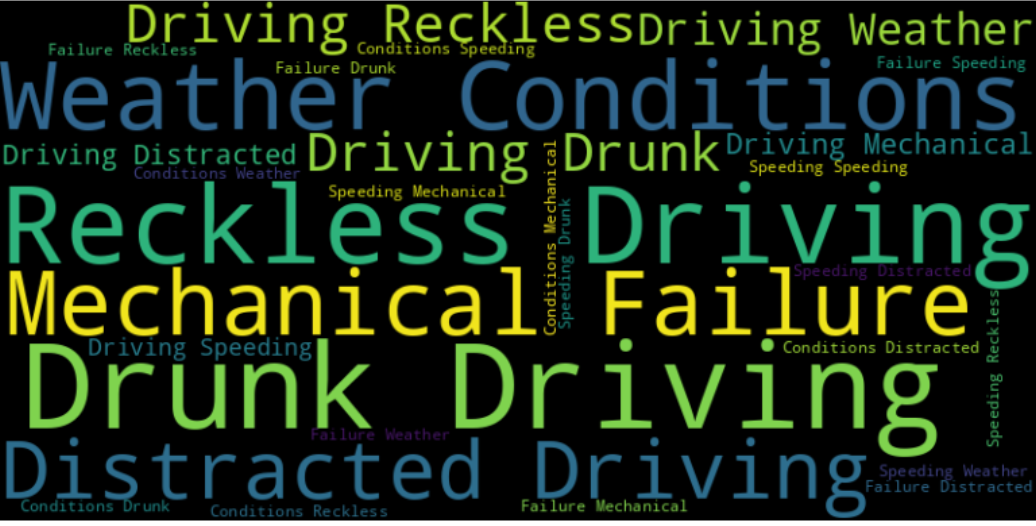 Driving Reckless
Driving Weather
Failure Reckless
Conditions Speeding
Failure Drunk
Failure Speeding
Weather Conditions
Driving Distracted
Driving Drunk
Driving Mechanical
Conditions Weather
Speeding Speeding
Speeding Mechanical
Conditions Mechanical
Speeding Drunk
Reckless Driving
Speeding Distracted
Mechanical Failure
Speeding Reckless
Driving Speeding
Conditions Distracted
Drunk Driving
Failure Weather
Distracted Driving
Speeding Weather
Failure Distracted
Conditions Drunk
Conditions Reckless
Failure Mechanical